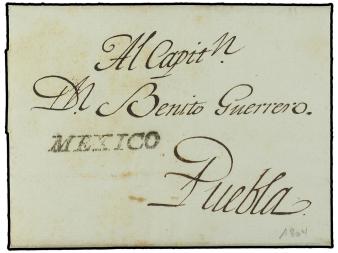 Al Capitn.
Dn. Benito Guerrero.
MEXICO
Puebla.
1804